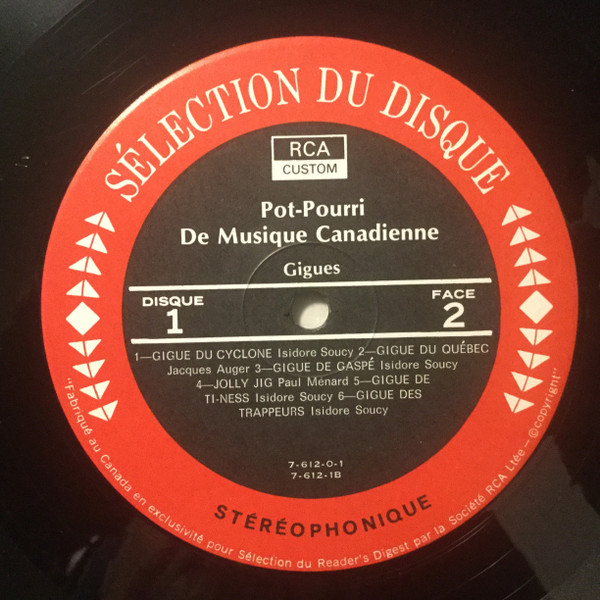 SÉLECTION DU DISQUE
RCA
CUSTOM
Pot-Pourri
De Musique Canadienne
Gigues
DISQUE
1
FACE
2
1—GIGUE DU CYCLONE Isidore Soucy 2—GIGUE DU QUÉBEC
Jacques Auger 3—GIGUE DE GASPÉ Isidore Soucy
4—JOLLY JIG Paul Ménard 5—GIGUE DE
TI-NESS Isidore Soucy 6—GIGUE DES
TRAPPEURS Isidore Soucy
7-612-0-1
7-612-1B
STÉRÉOPHONIQUE
"Fabriqué au Canada en exclusivité pour Sélection du Reader's Digest par la Société RCA Ltée – ©copyright"